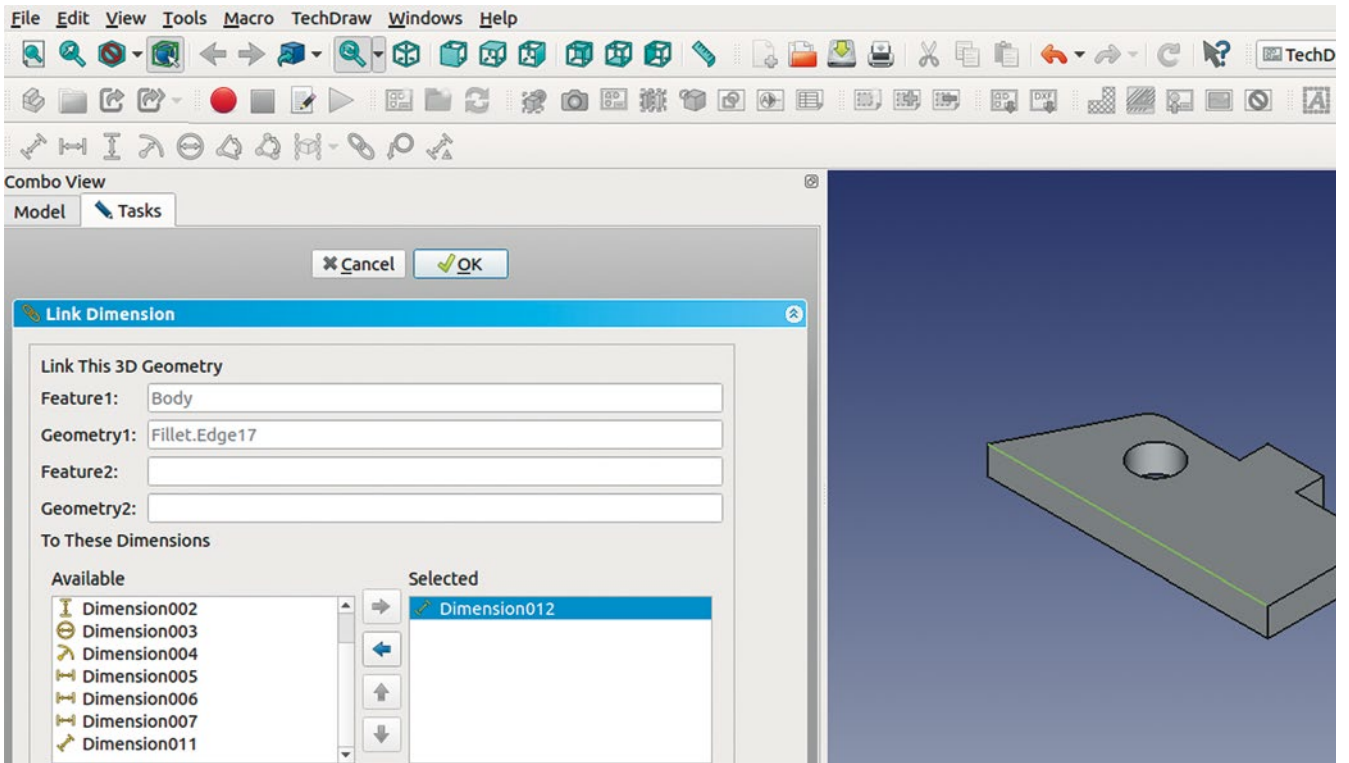 File Edit View Tools Macro TechDraw Windows Help
TechD
Combo View
Model Tasks
Cancel OK
Link Dimension
Link This 3D Geometry
Feature1: Body
Geometry1: Fillet.Edge17
Feature2:
Geometry2:
To These Dimensions
Available Selected
Dimension002 Dimension012
Dimension003
Dimension004
Dimension005
Dimension006
Dimension007
Dimension011